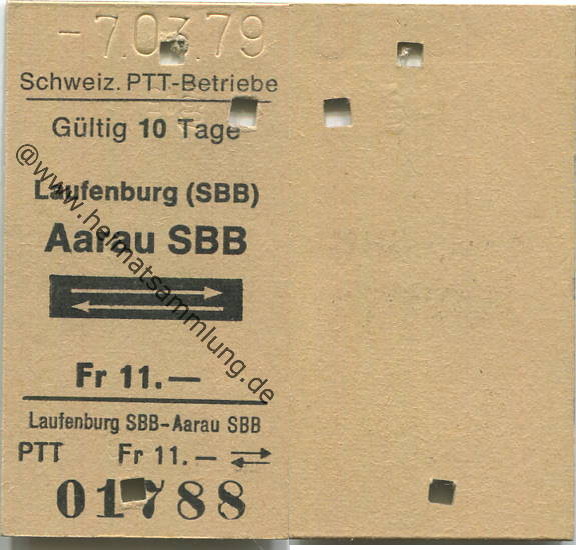 - 7.03.79
Schweiz. PTT-Betriebe
Gültig 10 Tage
Laufenburg (SBB)
Aarau SBB
Fr 11.—
Laufenburg SBB-Aarau SBB
PTT Fr 11.— ⇄
01788
@www.heimatsammlung.de